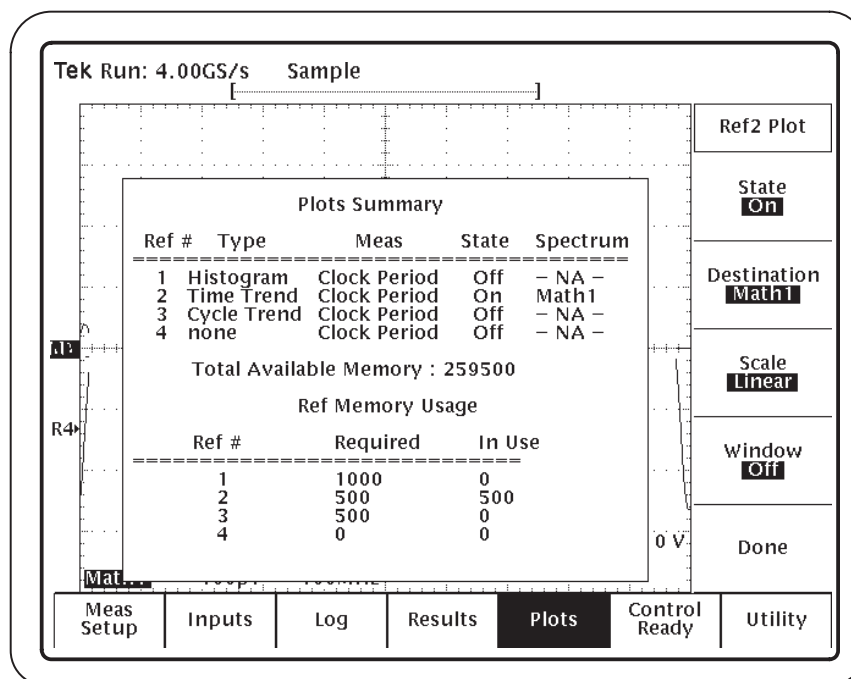 Tek Run: 4.00GS/s Sample
Ref2 Plot
State
On
Destination
Math1
Scale
Linear
Window
Off
Done
Plots Summary
Ref # Type Meas State Spectrum
1 Histogram Clock Period Off – NA –
2 Time Trend Clock Period On Math1
3 Cycle Trend Clock Period Off – NA –
4 none Clock Period Off – NA –
Total Available Memory : 259500
Ref Memory Usage
Ref # Required In Use
1 1000 0
2 500 500
3 500 0
4 0 0
R4
0 V
Meas Setup
Inputs
Log
Results
Plots
Control Ready
Utility